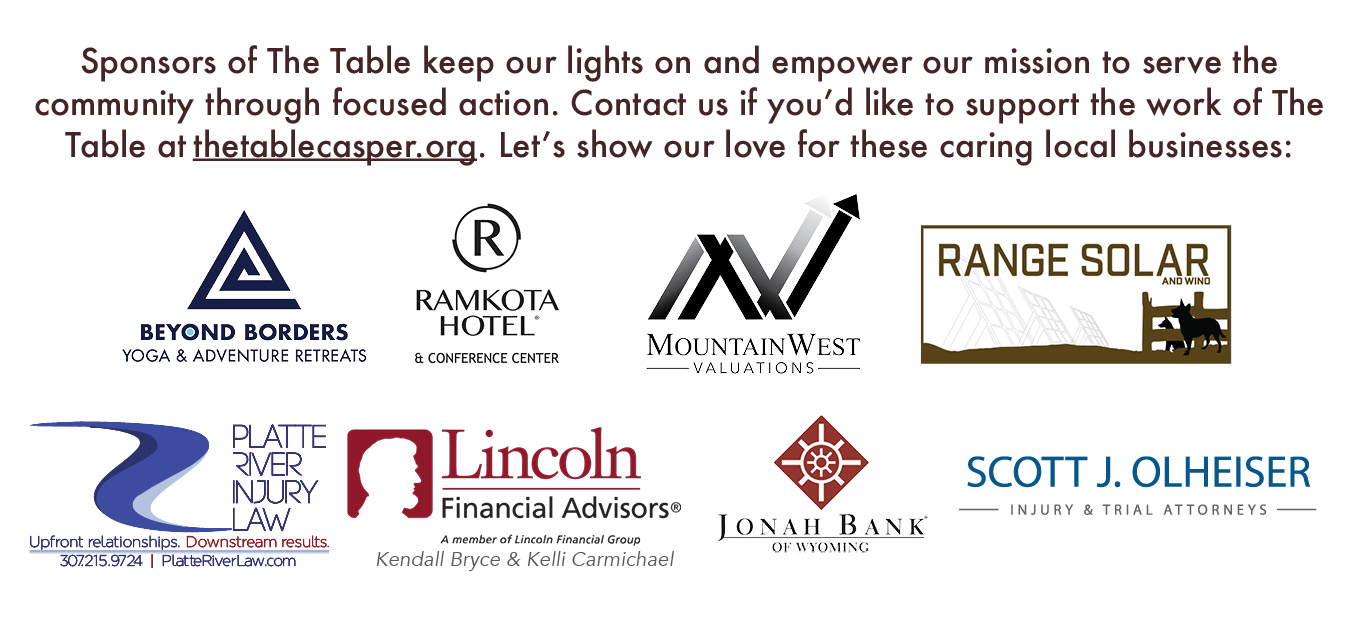 Sponsors of The Table keep our lights on and empower our mission to serve the
community through focused action. Contact us if you’d like to support the work of The
Table at thetablecasper.org. Let’s show our love for these caring local businesses:
BEYOND BORDERS
YOGA & ADVENTURE RETREATS
R
RAMKOTA
HOTEL®
& CONFERENCE CENTER
MOUNTAINWEST
VALUATIONS
RANGE SOLAR
AND WIND
PLATTE
RIVER
INJURY
LAW
Upfront relationships. Downstream results.
307.215.9724 | PlatteRiverLaw.com
Lincoln
Financial Advisors®
A member of Lincoln Financial Group
Kendall Bryce & Kelli Carmichael
JONAH BANK®
OF WYOMING
SCOTT J. OLHEISER
INJURY & TRIAL ATTORNEYS